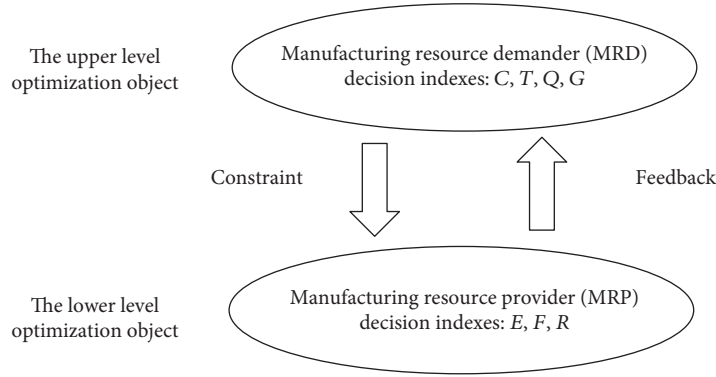 The upper level
optimization object
Manufacturing resource demander (MRD)
decision indexes: C, T, Q, G
Constraint
Feedback
The lower level
optimization object
Manufacturing resource provider (MRP)
decision indexes: E, F, R